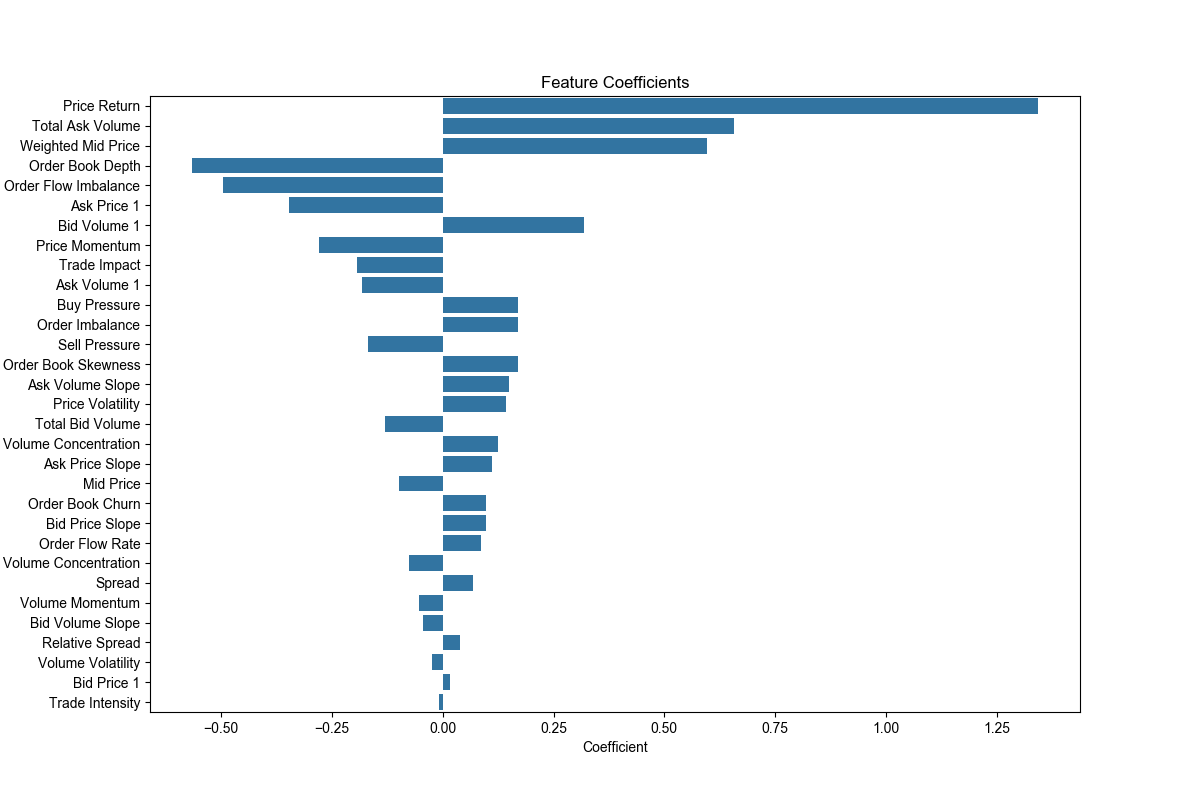 Feature Coefficients
Price Return
Total Ask Volume
Weighted Mid Price
Order Book Depth
Order Flow Imbalance
Ask Price 1
Bid Volume 1
Price Momentum
Trade Impact
Ask Volume 1
Buy Pressure
Order Imbalance
Sell Pressure
Order Book Skewness
Ask Volume Slope
Price Volatility
Total Bid Volume
Volume Concentration
Ask Price Slope
Mid Price
Order Book Churn
Bid Price Slope
Order Flow Rate
Volume Concentration
Spread
Volume Momentum
Bid Volume Slope
Relative Spread
Volume Volatility
Bid Price 1
Trade Intensity
−0.50 −0.25 0.00 0.25 0.50 0.75 1.00 1.25
Coefficient